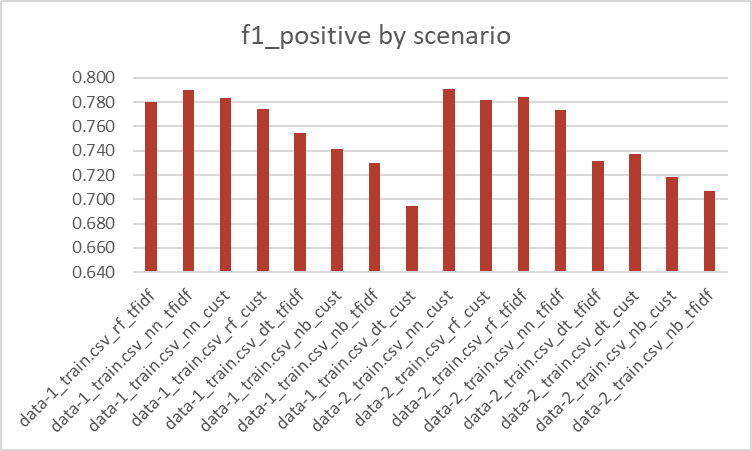 f1_positive by scenario
0.800
0.780
0.760
0.740
0.720
0.700
0.680
0.660
0.640
data-1_train.csv_rf_tfidf
data-1_train.csv_nn_tfidf
data-1_train.csv_nn_cust
data-1_train.csv_rf_cust
data-1_train.csv_dt_tfidf
data-1_train.csv_nb_cust
data-1_train.csv_nb_tfidf
data-1_train.csv_dt_cust
data-2_train.csv_nn_cust
data-2_train.csv_rf_cust
data-2_train.csv_rf_tfidf
data-2_train.csv_nn_tfidf
data-2_train.csv_dt_tfidf
data-2_train.csv_dt_cust
data-2_train.csv_nb_cust
data-2_train.csv_nb_tfidf